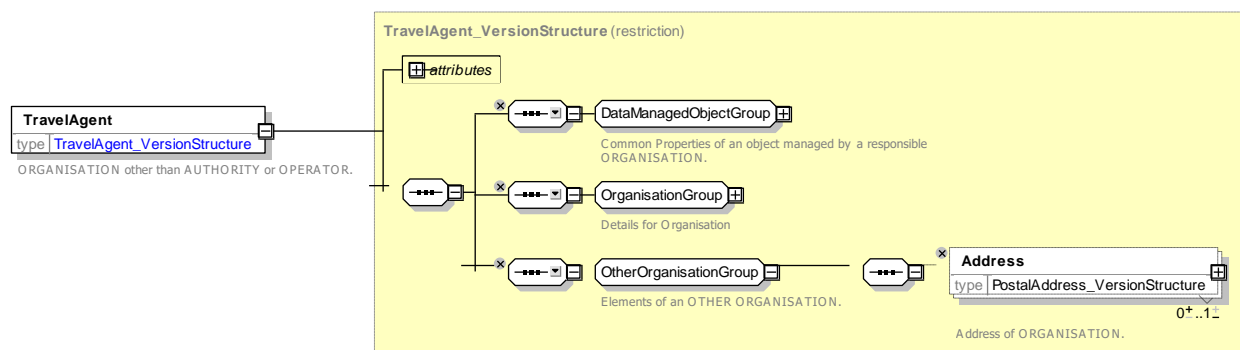 TravelAgent_VersionStructure (restriction)
attributes
TravelAgent
type TravelAgent_VersionStructure
ORGANISATION other than AUTHORITY or OPERATOR.
DataManagedObjectGroup
Common Properties of an object managed by a responsible
ORGANISATION.
OrganisationGroup
Details for Organisation
OtherOrganisationGroup
Elements of an OTHER ORGANISATION.
Address
type PostalAddress_VersionStructure
0..1
Address of ORGANISATION.